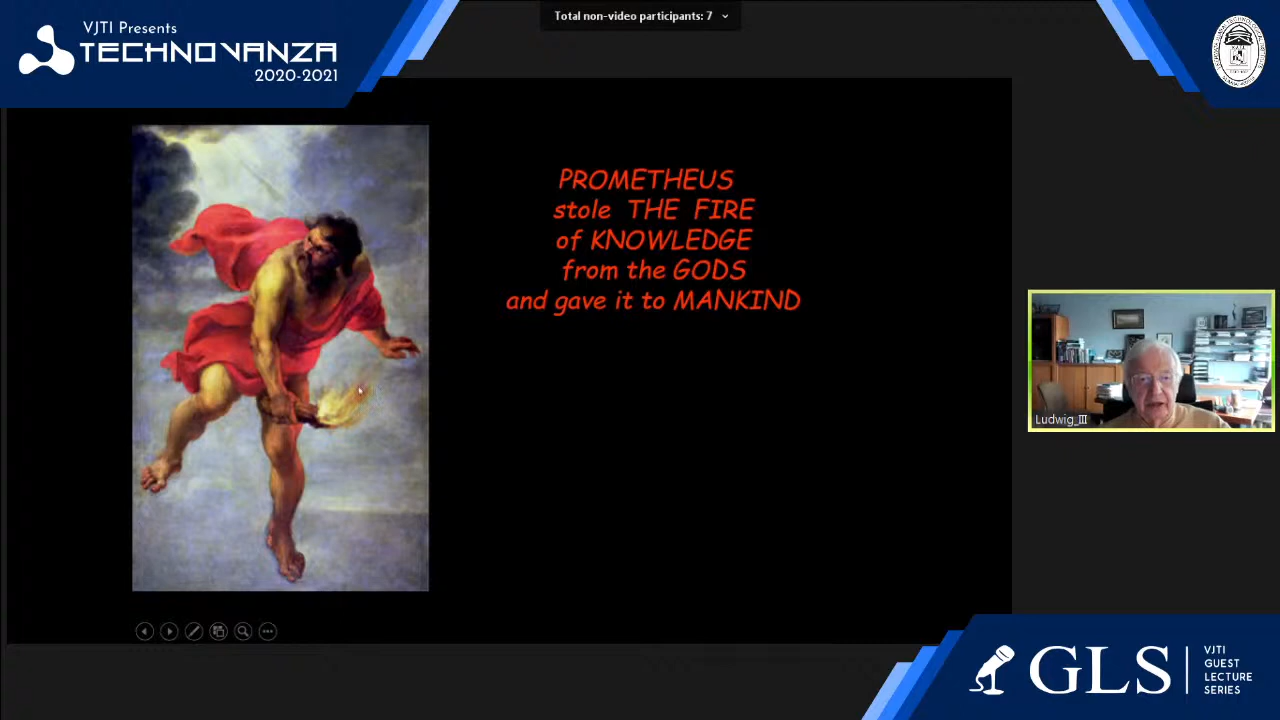 Total non-video participants: 7
VJTI Presents
TECHNOVANZA
2020-2021
PROMETHEUS
stole THE FIRE
of KNOWLEDGE
from the GODS
and gave it to MANKIND
Ludwig_III
GLS
VJTI
GUEST
LECTURE
SERIES